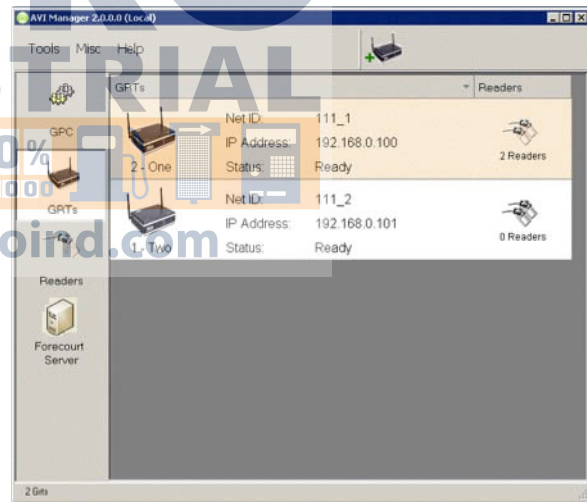 AVI Manager 2.0.0.0 (Local)
Tools Misc Help
GPC
GRTs
Readers
Forecourt
Server
GRTs Readers
2 - One
Net ID: 111_1
IP Address: 192.168.0.100
Status: Ready
2 Readers
1 - Two
Net ID: 111_2
IP Address: 192.168.0.101
Status: Ready
0 Readers
2 Grts
TRIAL
0%
000
oind.com